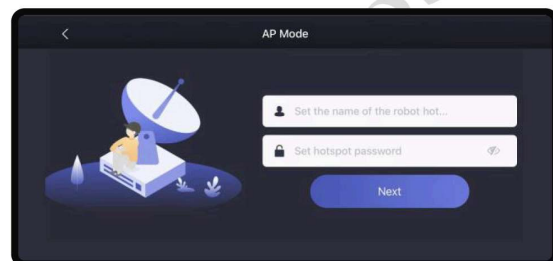 AP Mode
Set the name of the robot hot...
Set hotspot password
Next